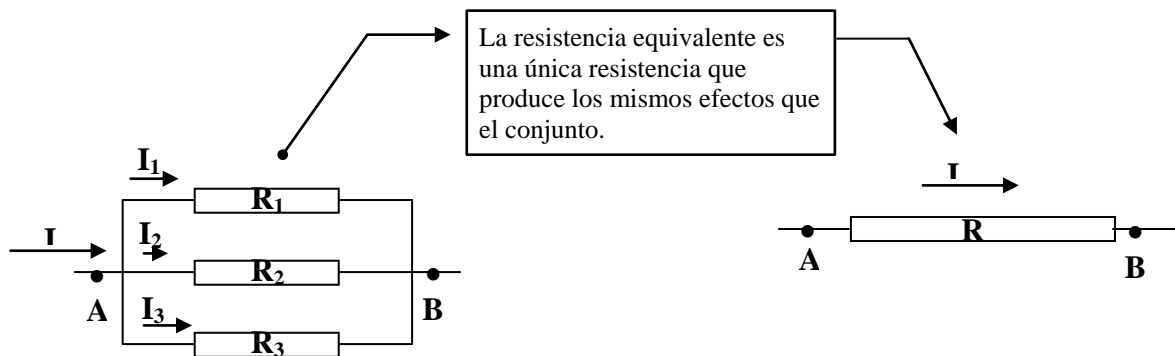 La resistencia equivalente es
una única resistencia que
produce los mismos efectos que
el conjunto.
I₁
R₁
I
I₂
R₂
A
B
I₃
R₃
I
R
A
B